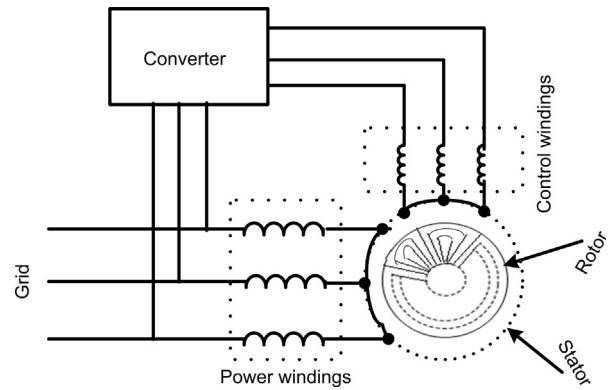 Converter
Control windings
Grid
Rotor
Stator
Power windings